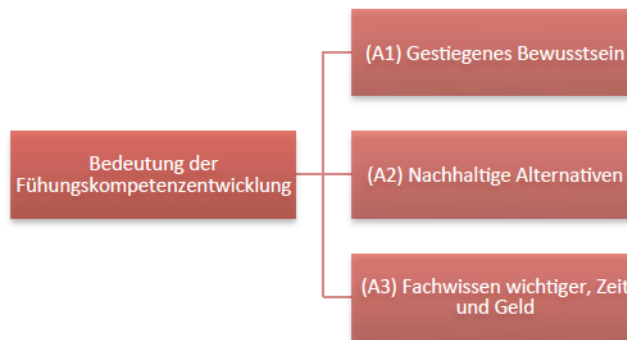 (A1) Gestiegenes Bewusstsein
Bedeutung der
Fühungskompetenzentwicklung
(A2) Nachhaltige Alternativen
(A3) Fachwissen wichtiger, Zeit
und Geld